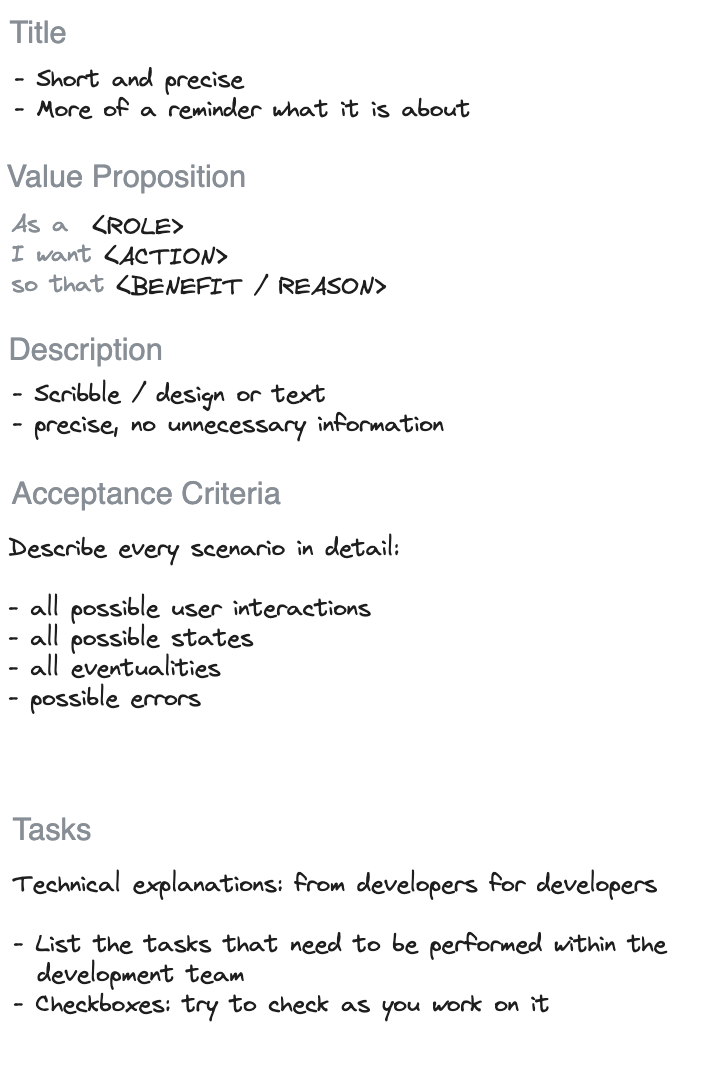 Title
- Short and precise
- More of a reminder what it is about
Value Proposition
As a <ROLE>
I want <ACTION>
so that <BENEFIT / REASON>
Description
- Scribble / design or text
- precise, no unnecessary information
Acceptance Criteria
Describe every scenario in detail:
- all possible user interactions
- all possible states
- all eventualities
- possible errors
Tasks
Technical explanations: from developers for developers
- List the tasks that need to be performed within the
development team
- Checkboxes: try to check as you work on it